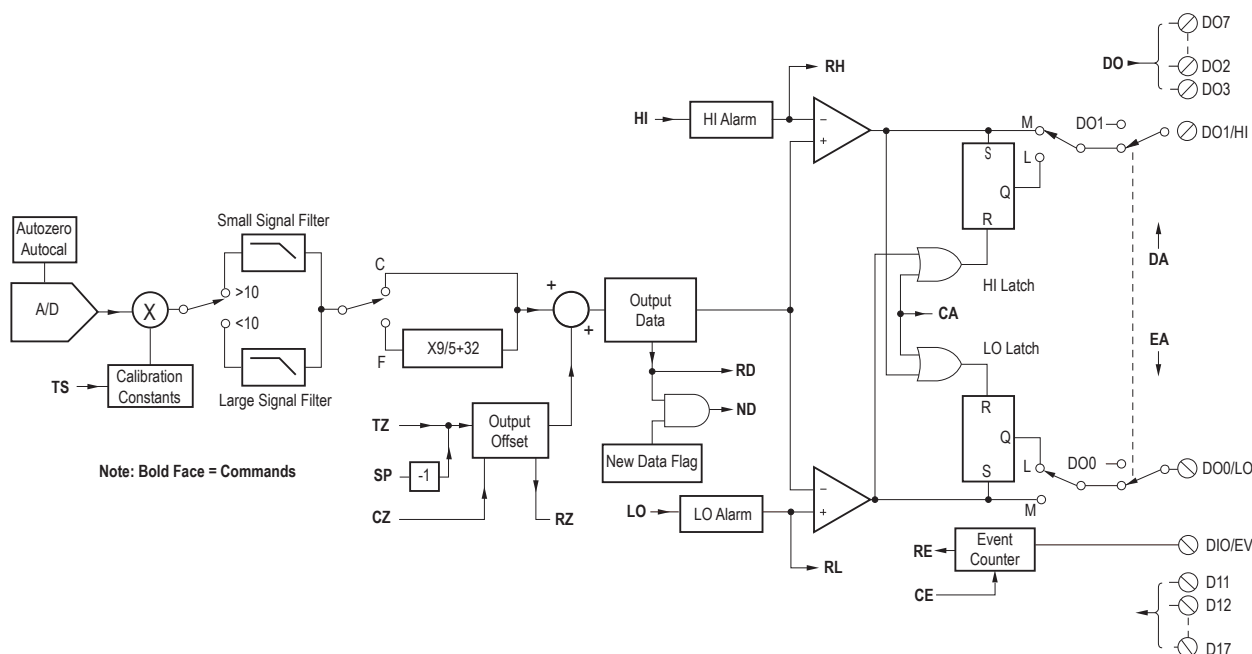 DO7
DO
DO2
DO3
RH
HI
HI Alarm
−
+
M
DO1
DO1/HI
S
L
Q
R
Autozero
Autocal
Small Signal Filter
A/D
X
>10
<10
C
F
X9/5+32
+
+
Output
Data
HI Latch
DA
CA
LO Latch
EA
TS
Calibration
Constants
Large Signal Filter
RD
ND
TZ
Output
Offset
SP
-1
New Data Flag
Note: Bold Face = Commands
CZ
RZ
R
Q
S
DO0
L
DO0/LO
M
−
+
LO
LO Alarm
RL
RE
Event
Counter
DIO/EV
CE
D11
D12
D17